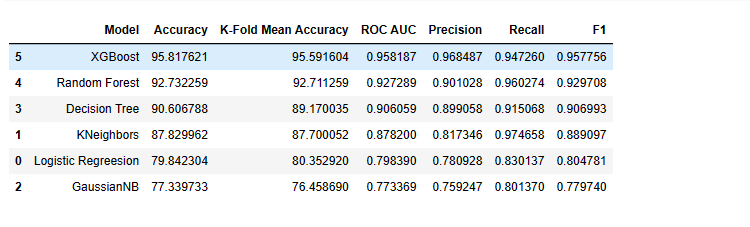 Model Accuracy K-Fold Mean Accuracy ROC AUC Precision Recall F1
5 XGBoost 95.817621 95.591604 0.958187 0.968487 0.947260 0.957756
4 Random Forest 92.732259 92.711259 0.927289 0.901028 0.960274 0.929708
3 Decision Tree 90.606788 89.170035 0.906059 0.899058 0.915068 0.906993
1 KNeighbors 87.829962 87.700052 0.878200 0.817346 0.974658 0.889097
0 Logistic Regreesion 79.842304 80.352920 0.798390 0.780928 0.830137 0.804781
2 GaussianNB 77.339733 76.458690 0.773369 0.759247 0.801370 0.779740